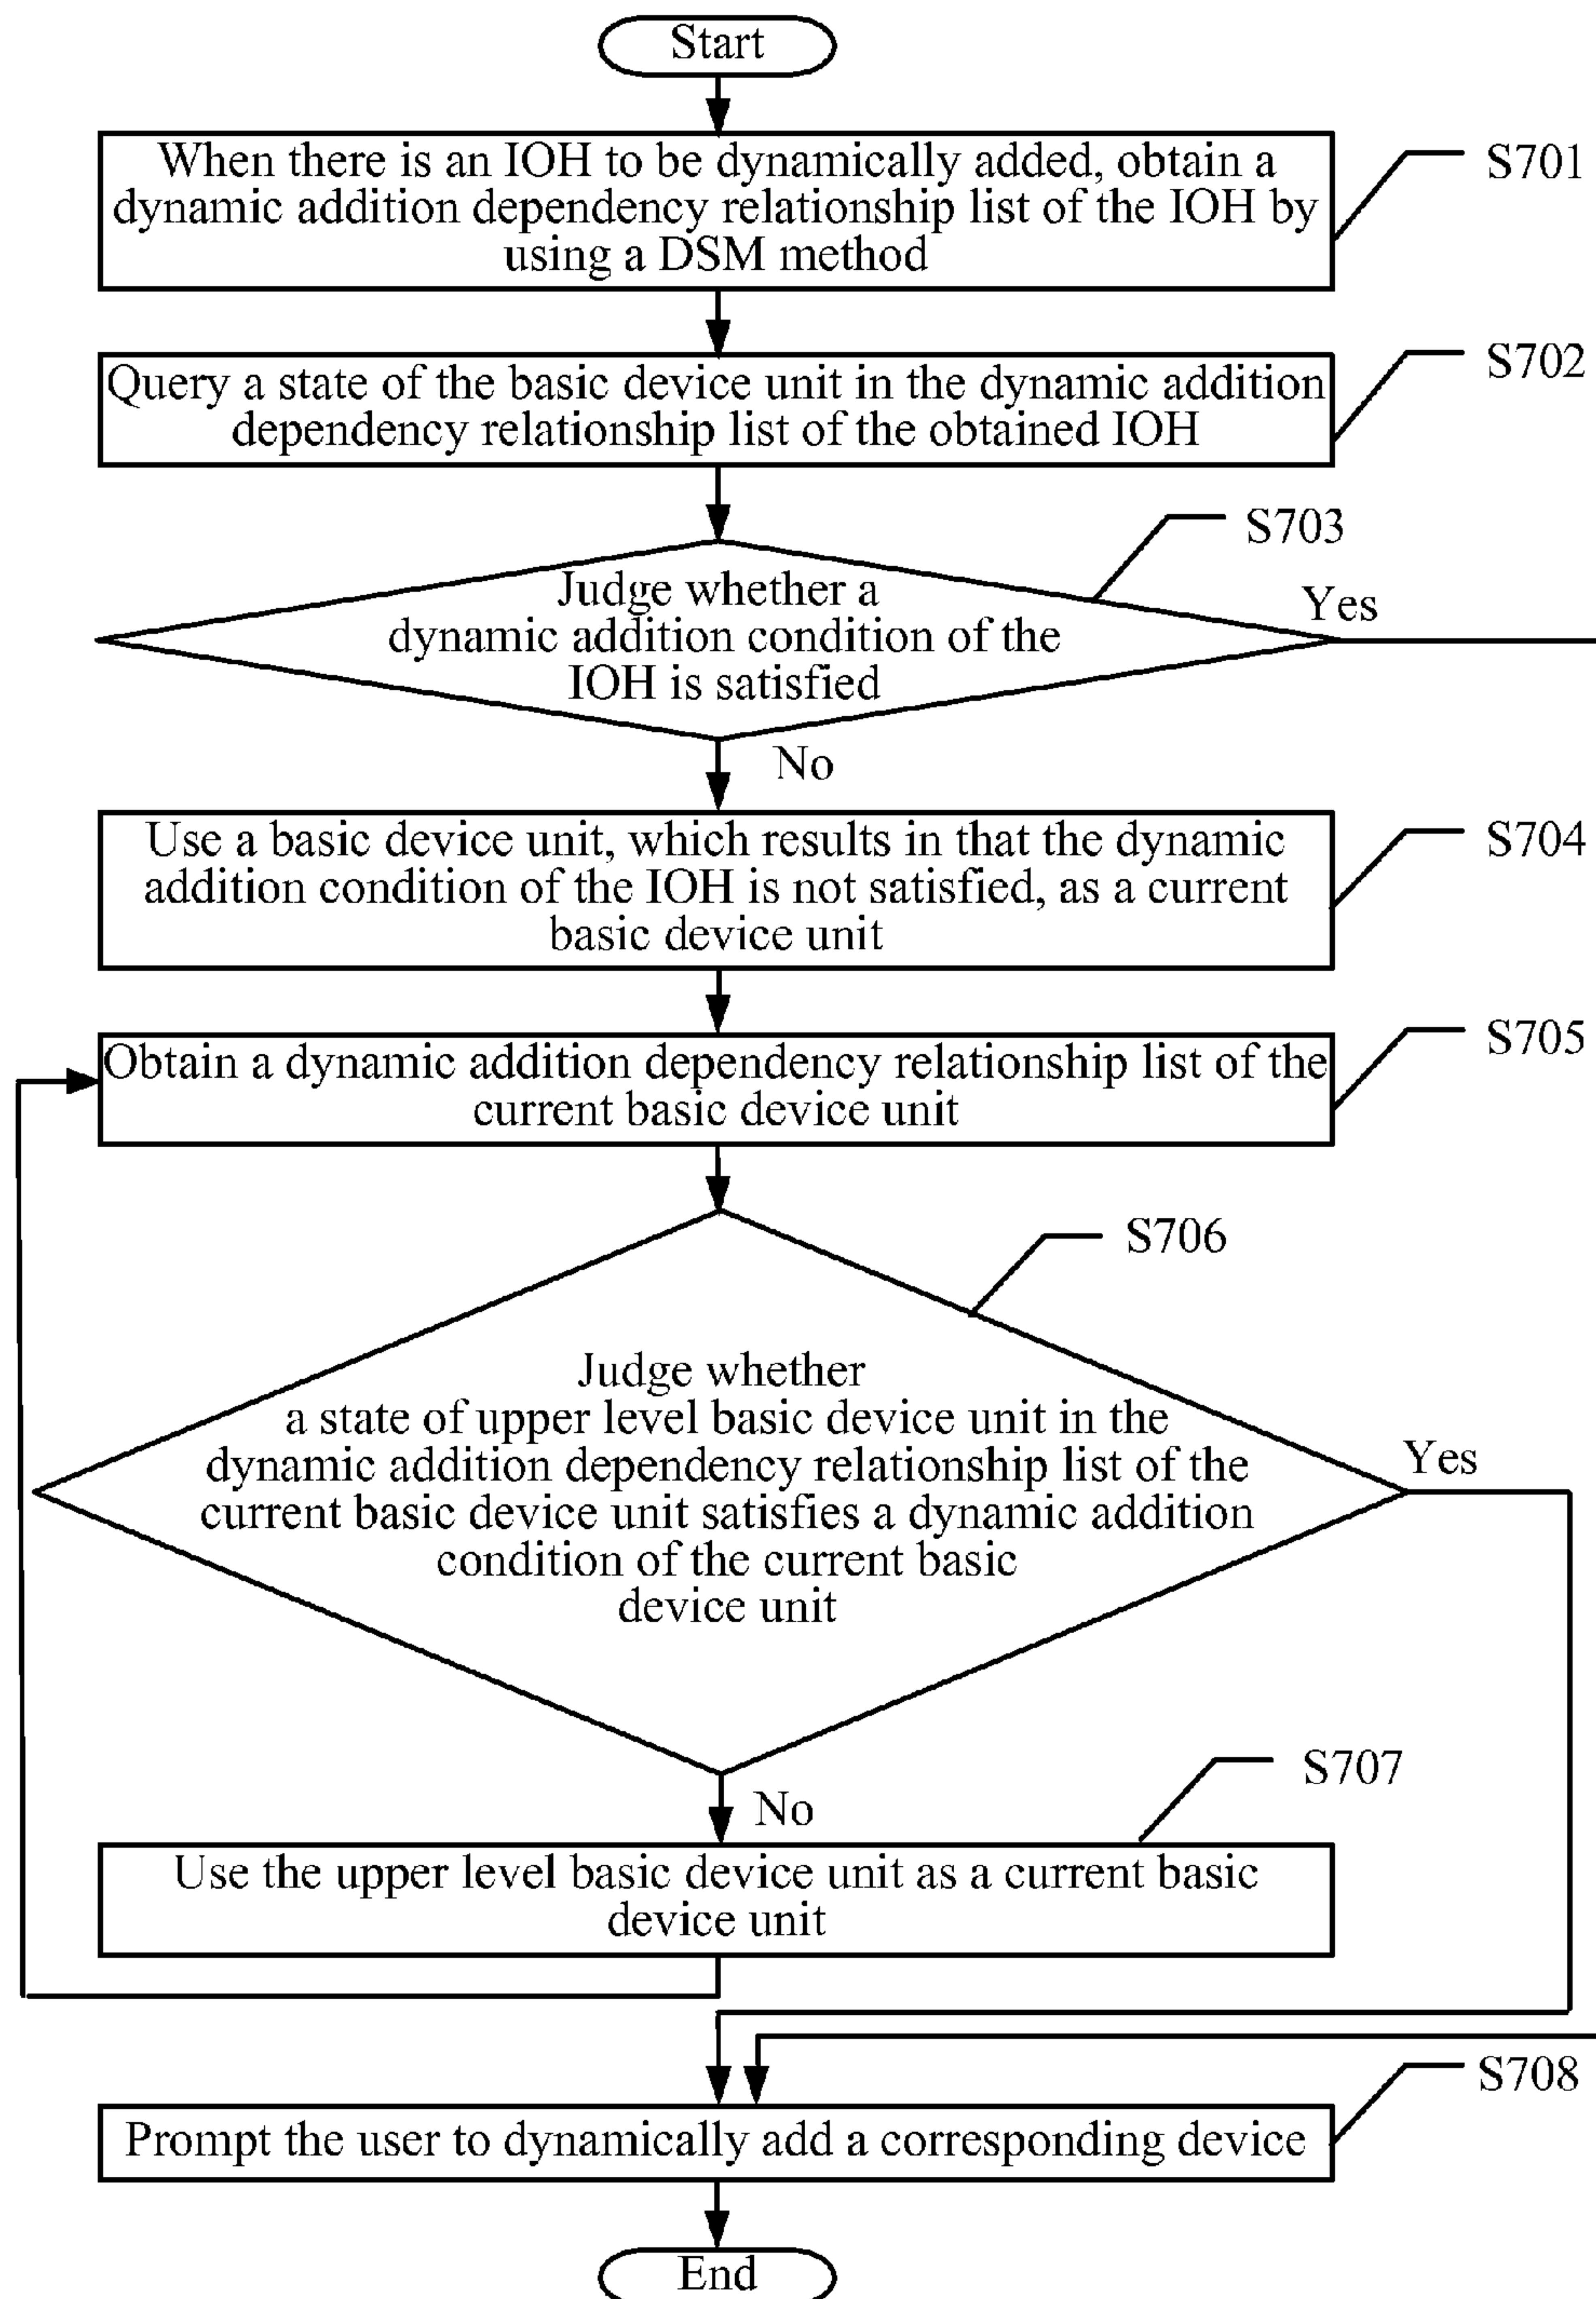 Start
When there is an IOH to be dynamically added, obtain a
dynamic addition dependency relationship list of the IOH by
using a DSM method
S701
Query a state of the basic device unit in the dynamic addition
dependency relationship list of the obtained IOH
S702
S703
Judge whether a
dynamic addition condition of the
IOH is satisfied
Yes
No
Use a basic device unit, which results in that the dynamic
addition condition of the IOH is not satisfied, as a current
basic device unit
S704
Obtain a dynamic addition dependency relationship list of the
current basic device unit
S705
S706
Judge whether
a state of upper level basic device unit in the
dynamic addition dependency relationship list of the
current basic device unit satisfies a dynamic addition
condition of the current basic
device unit
Yes
No
S707
Use the upper level basic device unit as a current basic
device unit
S708
Prompt the user to dynamically add a corresponding device
End